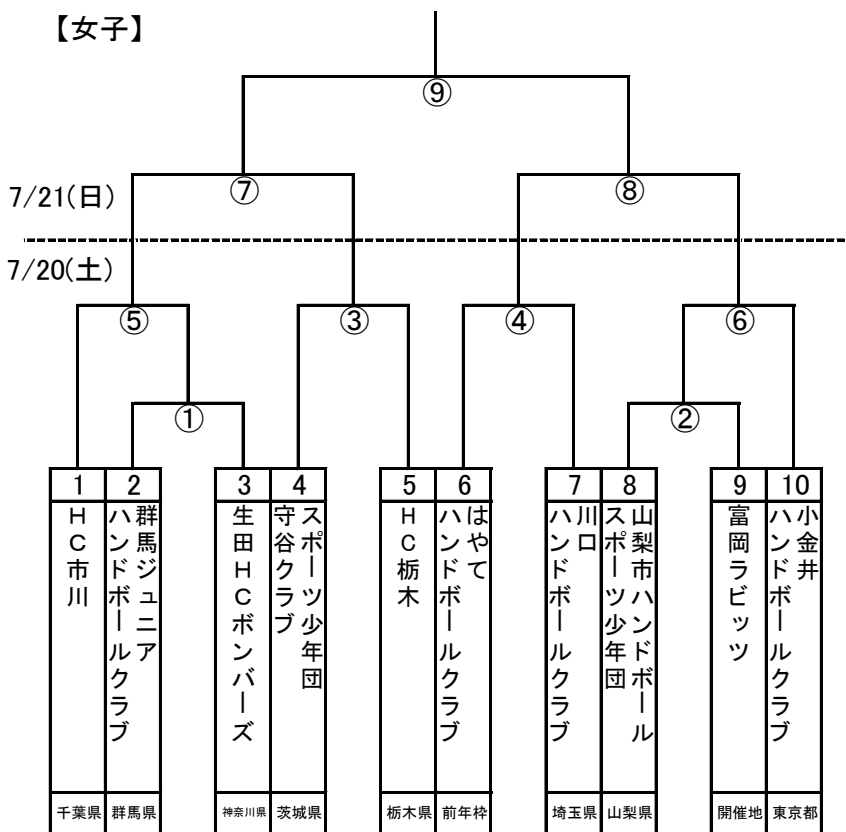 【女子】
⑨
7/21(日)
⑦
⑧
7/20(土)
⑤
③
④
⑥
①
②
1
2
3
4
5
6
7
8
9
10
HC市川
群馬ジュニア
ハンドボールクラブ
生田HCボンバーズ
スポーツ少年団
守谷クラブ
HC栃木
はやて
ハンドボールクラブ
川口
ハンドボールクラブ
山梨市ハンドボール
スポーツ少年団
富岡ラビッツ
小金井
ハンドボールクラブ
千葉県
群馬県
神奈川県
茨城県
栃木県
前年枠
埼玉県
山梨県
開催地
東京都